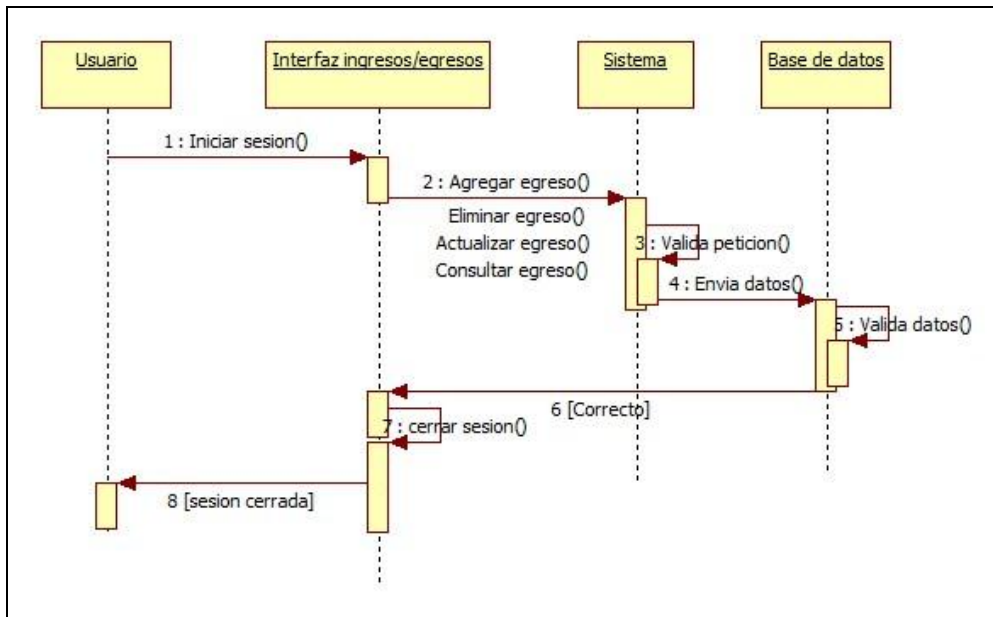 Usuario
Interfaz ingresos/egresos
Sistema
Base de datos
1 : Iniciar sesion()
2 : Agregar egreso()
Eliminar egreso()
Actualizar egreso()
Consultar egreso()
3 : Valida peticion()
4 : Envia datos()
5 : Valida datos()
6 [Correcto]
7 : cerrar sesion()
8 [sesion cerrada]